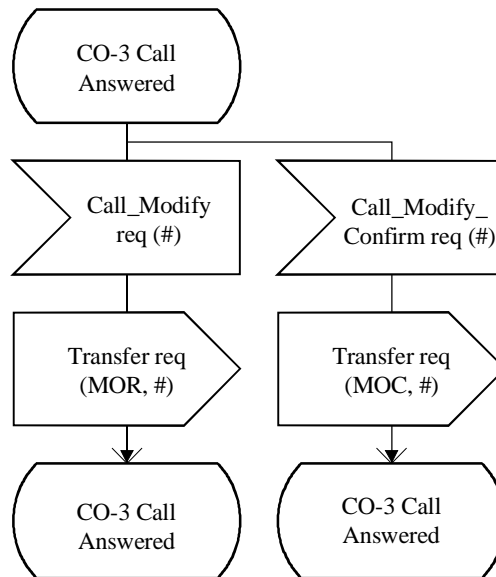 CO-3 Call
Answered
Call_Modify
req (#)
Call_Modify_
Confirm req (#)
Transfer req
(MOR, #)
Transfer req
(MOC, #)
CO-3 Call
Answered
CO-3 Call
Answered